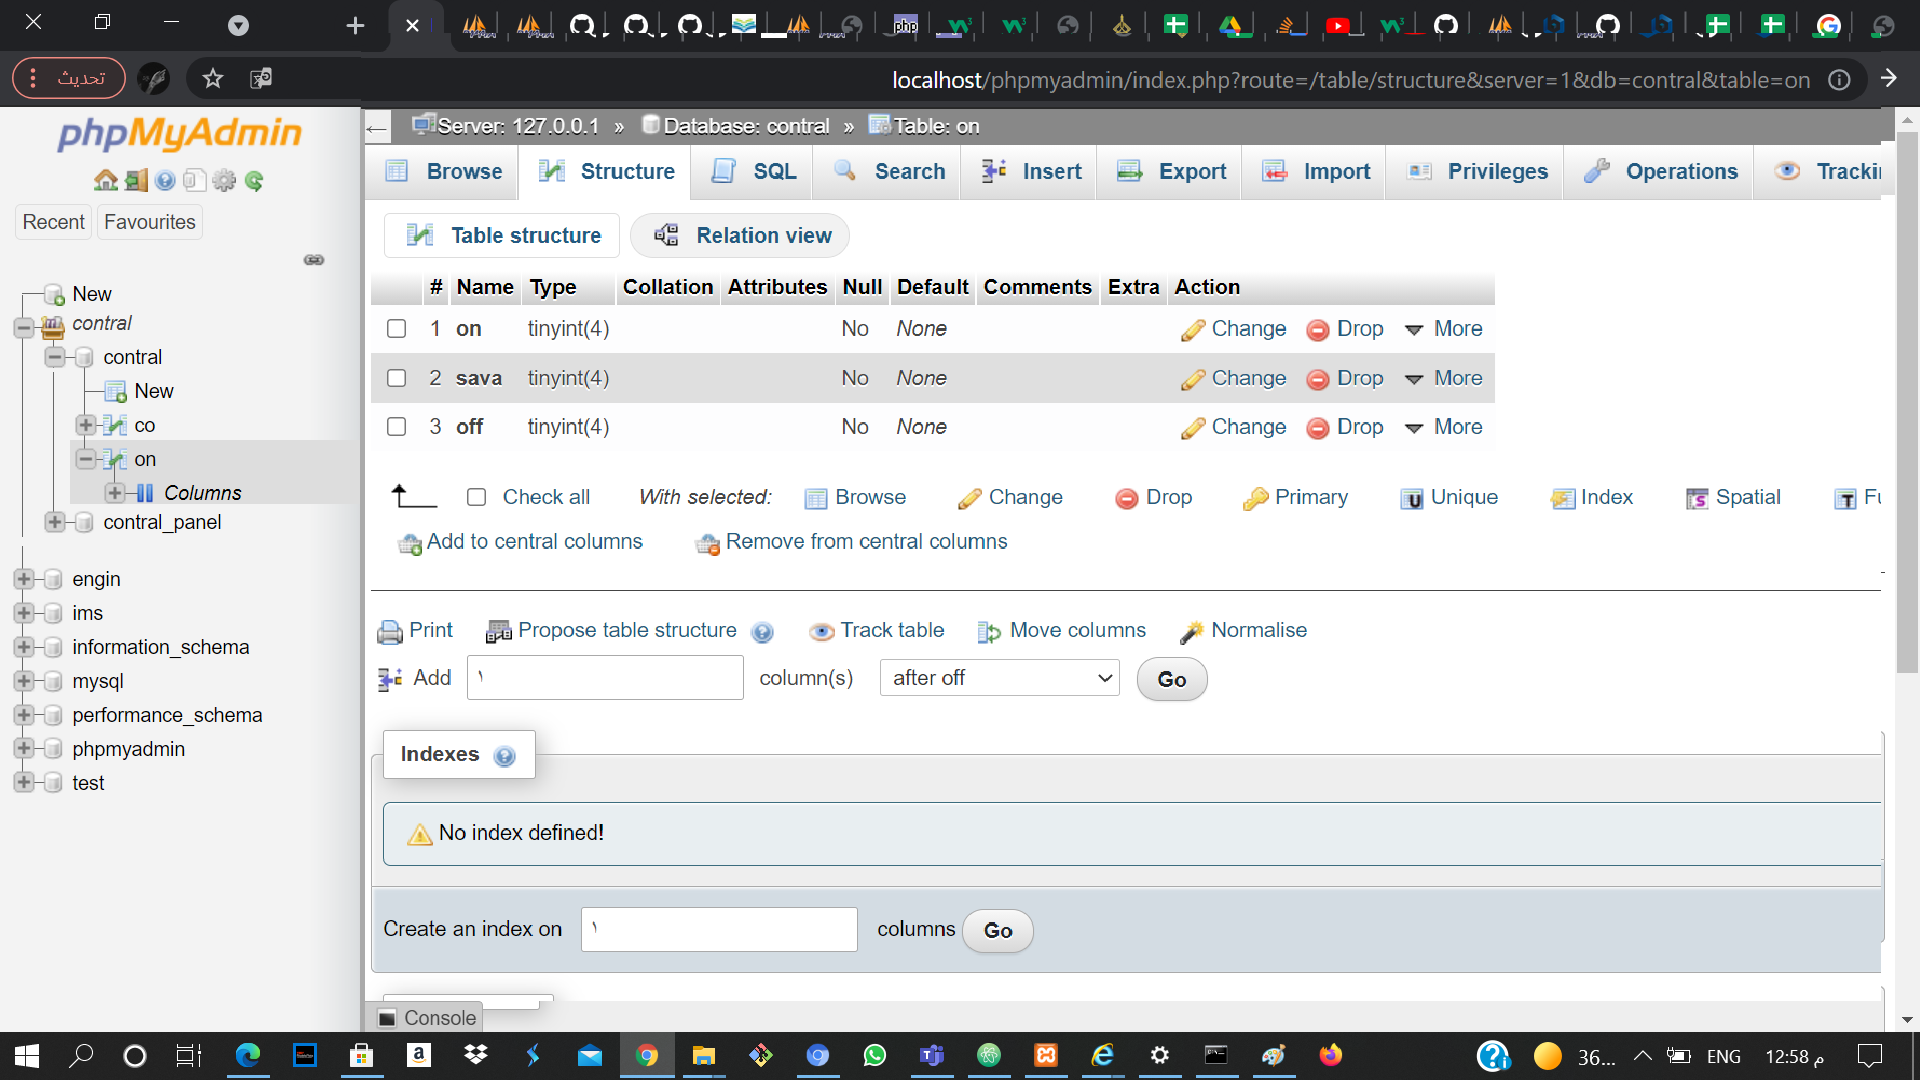 تحديث
localhost/phpmyadmin/index.php?route=/table/structure&server=1&db=contral&table=on
phpMyAdmin
Recent Favourites
New
contral
contral
New
co
on
Columns
contral_panel
engin
ims
information_schema
mysql
performance_schema
phpmyadmin
test
Server: 127.0.0.1 » Database: contral » Table: on
Browse Structure SQL Search Insert Export Import Privileges Operations Tracki
Table structure Relation view
# Name Type Collation Attributes Null Default Comments Extra Action
1 on tinyint(4) No None Change Drop More
2 sava tinyint(4) No None Change Drop More
3 off tinyint(4) No None Change Drop More
Check all With selected: Browse Change Drop Primary Unique Index Spatial Fu
Add to central columns Remove from central columns
Print Propose table structure Track table Move columns Normalise
Add ١ column(s) after off Go
Indexes
No index defined!
Create an index on ١ columns Go
Console
36... ENG 12:58 م